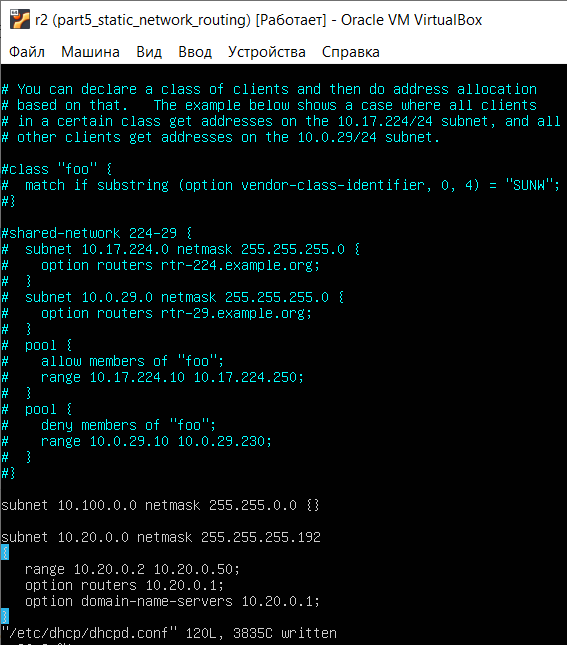 r2 (part5_static_network_routing) [Работает] - Oracle VM VirtualBox
Файл Машина Вид Ввод Устройства Справка
# You can declare a class of clients and then do address allocation
# based on that.   The example below shows a case where all clients
# in a certain class get addresses on the 10.17.224/24 subnet, and all
# other clients get addresses on the 10.0.29/24 subnet.
#class "foo" {
#  match if substring (option vendor-class-identifier, 0, 4) = "SUNW";
#}
#shared-network 224-29 {
#  subnet 10.17.224.0 netmask 255.255.255.0 {
#    option routers rtr-224.example.org;
#  }
#  subnet 10.0.29.0 netmask 255.255.255.0 {
#    option routers rtr-29.example.org;
#  }
#  pool {
#    allow members of "foo";
#    range 10.17.224.10 10.17.224.250;
#  }
#  pool {
#    deny members of "foo";
#    range 10.0.29.10 10.0.29.230;
#  }
#}
subnet 10.100.0.0 netmask 255.255.0.0 {}
subnet 10.20.0.0 netmask 255.255.255.192
{
   range 10.20.0.2 10.20.0.50;
   option routers 10.20.0.1;
   option domain-name-servers 10.20.0.1;
}
"/etc/dhcp/dhcpd.conf" 120L, 3835C written